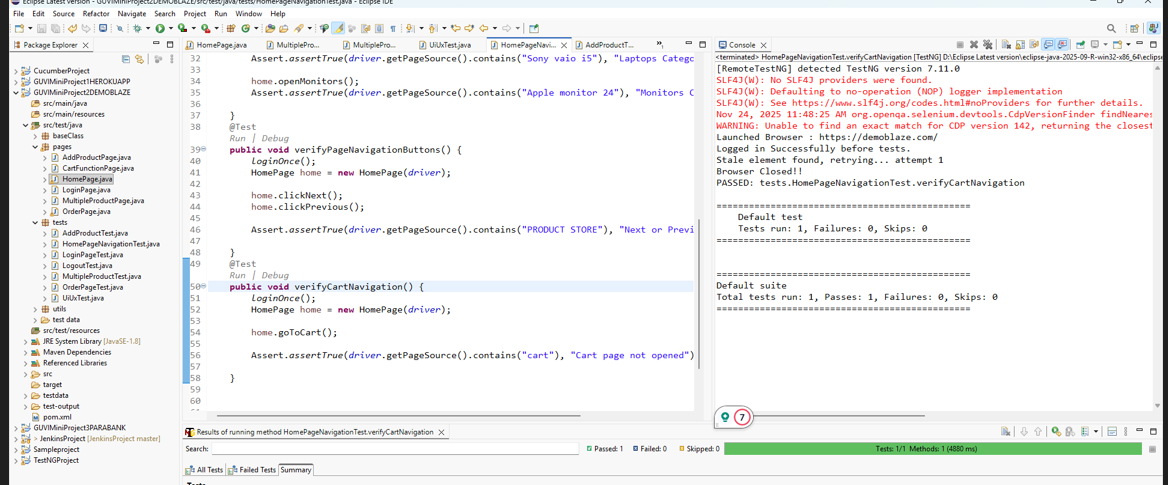 Eclipse Latest version - GUVIMiniProject2DEMOBLAZE/src/test/java/tests/HomePageNavigationTest.java - Eclipse IDE
File Edit Source Refactor Navigate Search Project Run Window Help
Package Explorer
CucumberProject
GUVIMiniProject1HEROKUAPP
GUVIMiniProject2DEMOBLAZE
src/main/java
src/main/resources
src/test/java
baseClass
pages
AddProductPage.java
CartFunctionPage.java
HomePage.java
LoginPage.java
MultipleProductPage.java
OrderPage.java
tests
AddProductTest.java
HomePageNavigationTest.java
LoginPageTest.java
LogoutTest.java
MultipleProductTest.java
OrderPageTest.java
UiUxTest.java
utils
test data
src/test/resources
JRE System Library [JavaSE-1.8]
Maven Dependencies
Referenced Libraries
src
target
testdata
test-output
pom.xml
GUVIMiniProject3PARABANK
> JenkinsProject [JenkinsProject master]
Sampleproject
TestNGProject
HomePage.java MultiplePro... MultiplePro... UiUxTest.java HomePageNavi... AddProductT...
32 Assert.assertTrue(driver.getPageSource().contains("Sony vaio i5"), "Laptops Catego
33
34 home.openMonitors();
35 Assert.assertTrue(driver.getPageSource().contains("Apple monitor 24"), "Monitors C
36
37 }
38 @Test
Run | Debug
39 public void verifyPageNavigationButtons() {
40 LoginOnce();
41 HomePage home = new HomePage(driver);
42
43 home.clickNext();
44 home.clickPrevious();
45
46 Assert.assertTrue(driver.getPageSource().contains("PRODUCT STORE"), "Next or Previ
47
48 }
49 @Test
Run | Debug
50 public void verifyCartNavigation() {
51 LoginOnce();
52 HomePage home = new HomePage(driver);
53
54 home.goToCart();
55
56 Assert.assertTrue(driver.getPageSource().contains("cart"), "Cart page not opened")
57
58 }
59
60
Console
<terminated> HomePageNavigationTest.verifyCartNavigation [TestNG] D:\Eclipse Latest version\eclipse-java-2025-09-R-win32-x86_64\eclipse
[RemoteTestNG] detected TestNG version 7.11.0
SLF4J(W): No SLF4J providers were found.
SLF4J(W): Defaulting to no-operation (NOP) logger implementation
SLF4J(W): See https://www.slf4j.org/codes.html#noProviders for further details.
Nov 24, 2025 11:48:25 AM org.openqa.selenium.devtools.CdpVersionFinder findNeares
WARNING: Unable to find an exact match for CDP version 142, returning the closest
Launched Browser : https://demoblaze.com/
Logged in Successfully before tests.
Stale element found, retrying... attempt 1
Browser Closed!!
PASSED: tests.HomePageNavigationTest.verifyCartNavigation
===============================================
Default test
Tests run: 1, Failures: 0, Skips: 0
===============================================
===============================================
Default suite
Total tests run: 1, Passes: 1, Failures: 0, Skips: 0
===============================================
7
Results of running method HomePageNavigationTest.verifyCartNavigation
Search: Passed: 1 Failed: 0 Skipped: 0 Tests: 1/1 Methods: 1 (4880 ms)
All Tests Failed Tests Summary
Tests